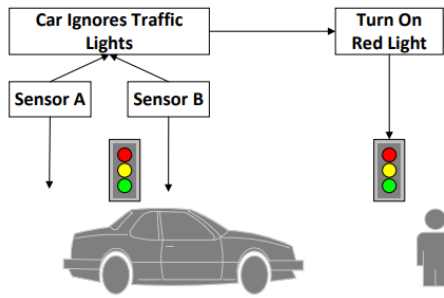 Car Ignores Traffic
Lights
Turn On
Red Light
Sensor A
Sensor B